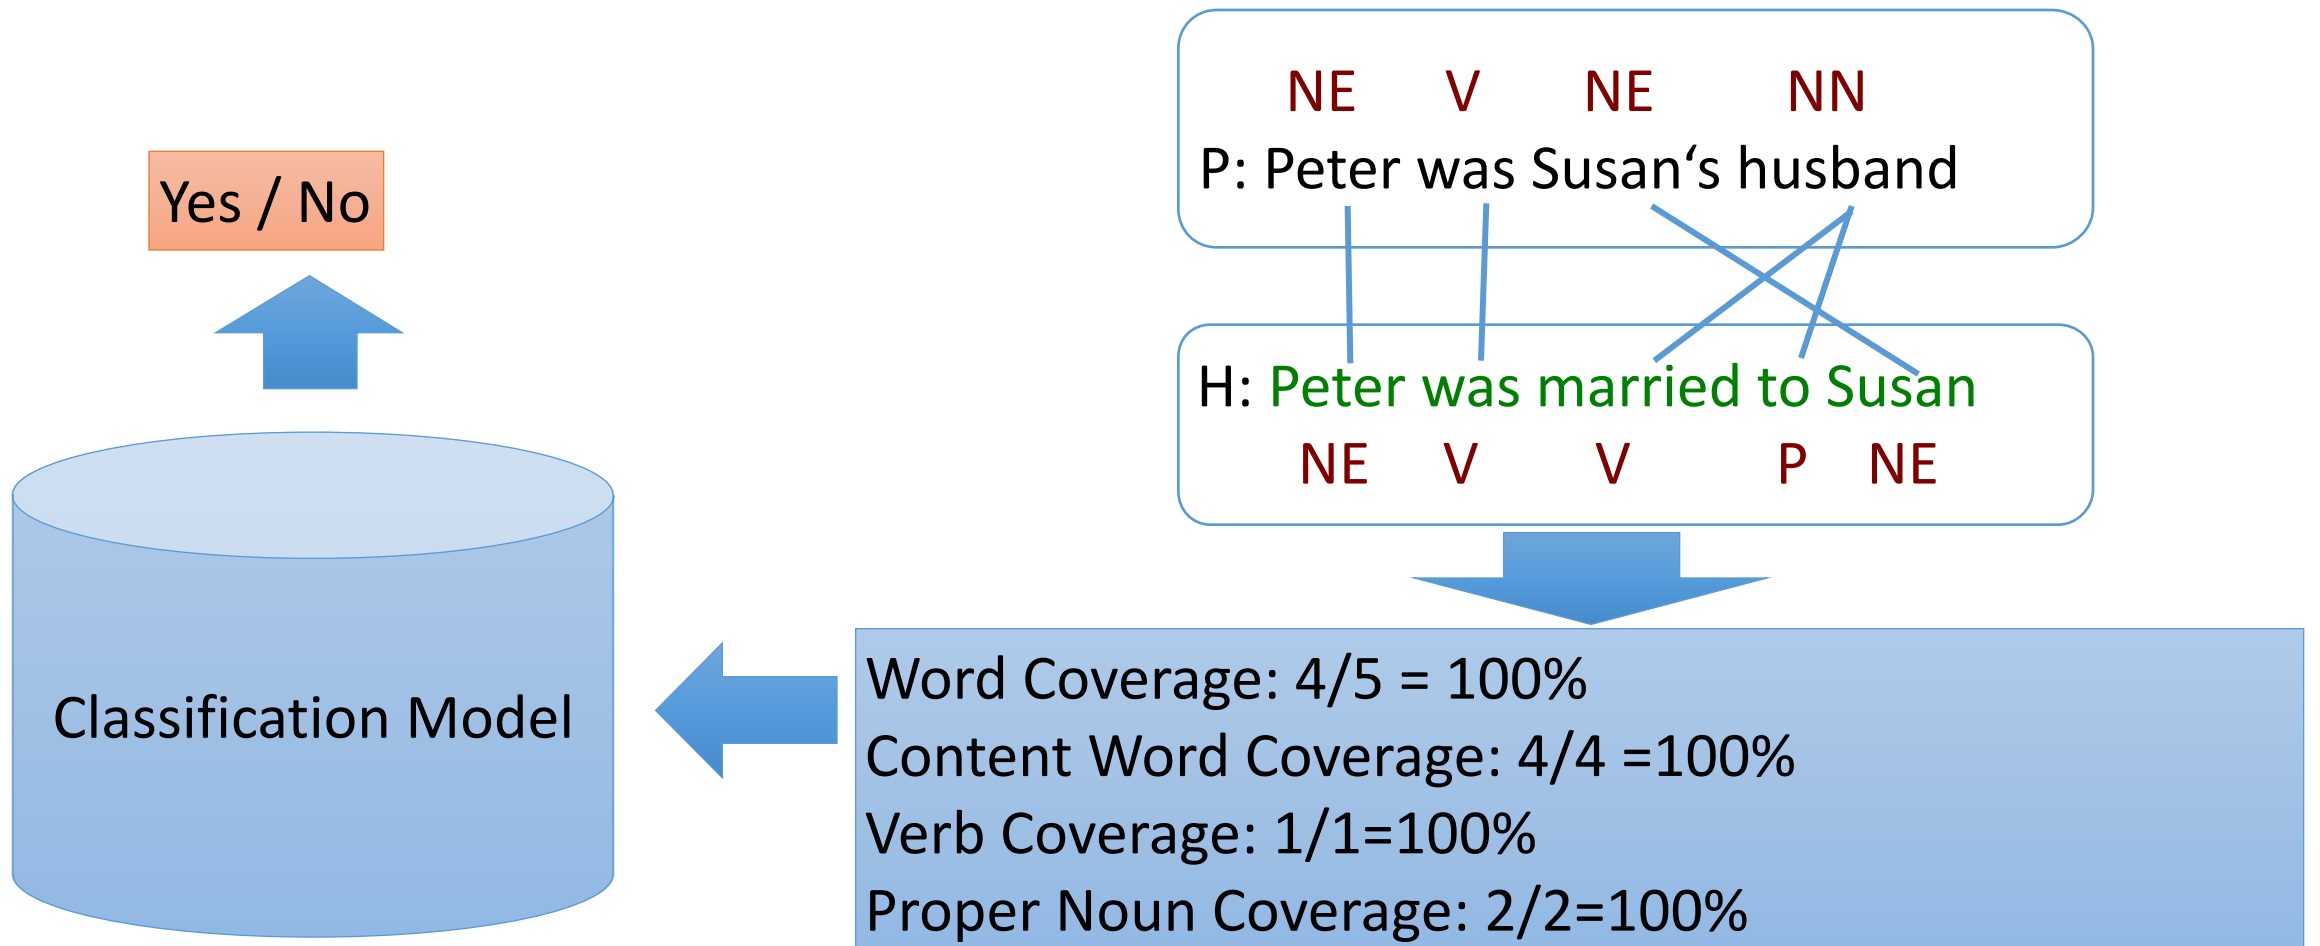 NE V NE NN
P: Peter was Susan‘s husband
Yes / No
H: Peter was married to Susan
NE V V P NE
Classification Model
Word Coverage: 4/5 = 100%
Content Word Coverage: 4/4 =100%
Verb Coverage: 1/1=100%
Proper Noun Coverage: 2/2=100%